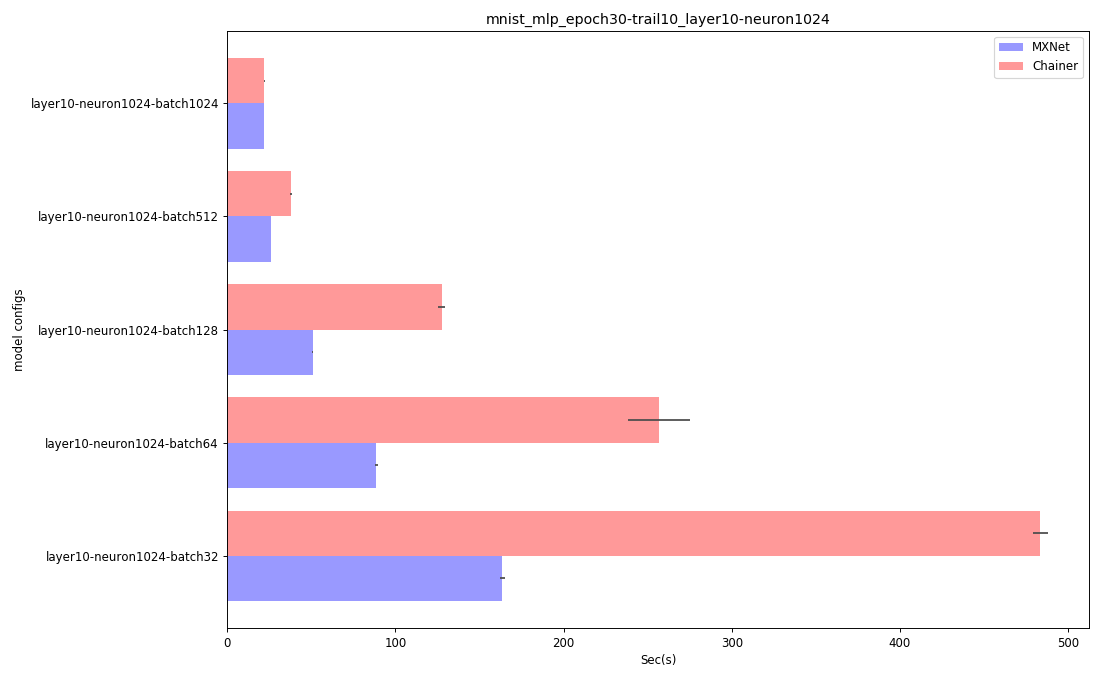 mnist_mlp_epoch30-trail10_layer10-neuron1024
MXNet
Chainer
layer10-neuron1024-batch1024
layer10-neuron1024-batch512
layer10-neuron1024-batch128
layer10-neuron1024-batch64
layer10-neuron1024-batch32
model configs
0 100 200 300 400 500
Sec(s)